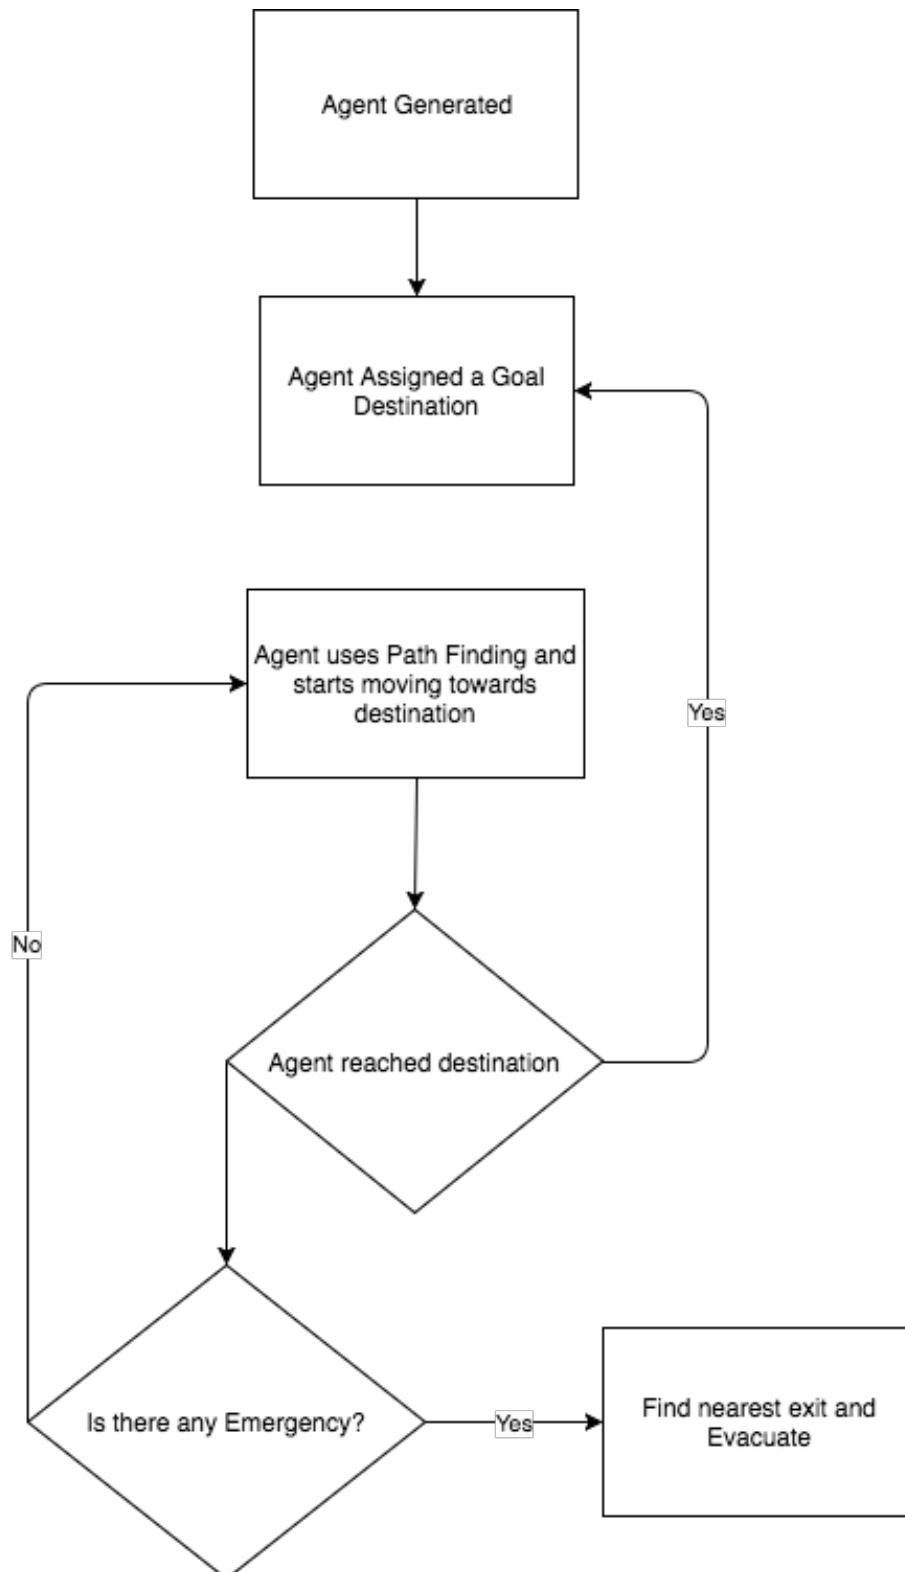 Agent Generated
Agent Assigned a Goal
Destination
Agent uses Path Finding and
starts moving towards
destination
Yes
No
Agent reached destination
Is there any Emergency?
Yes
Find nearest exit and
Evacuate